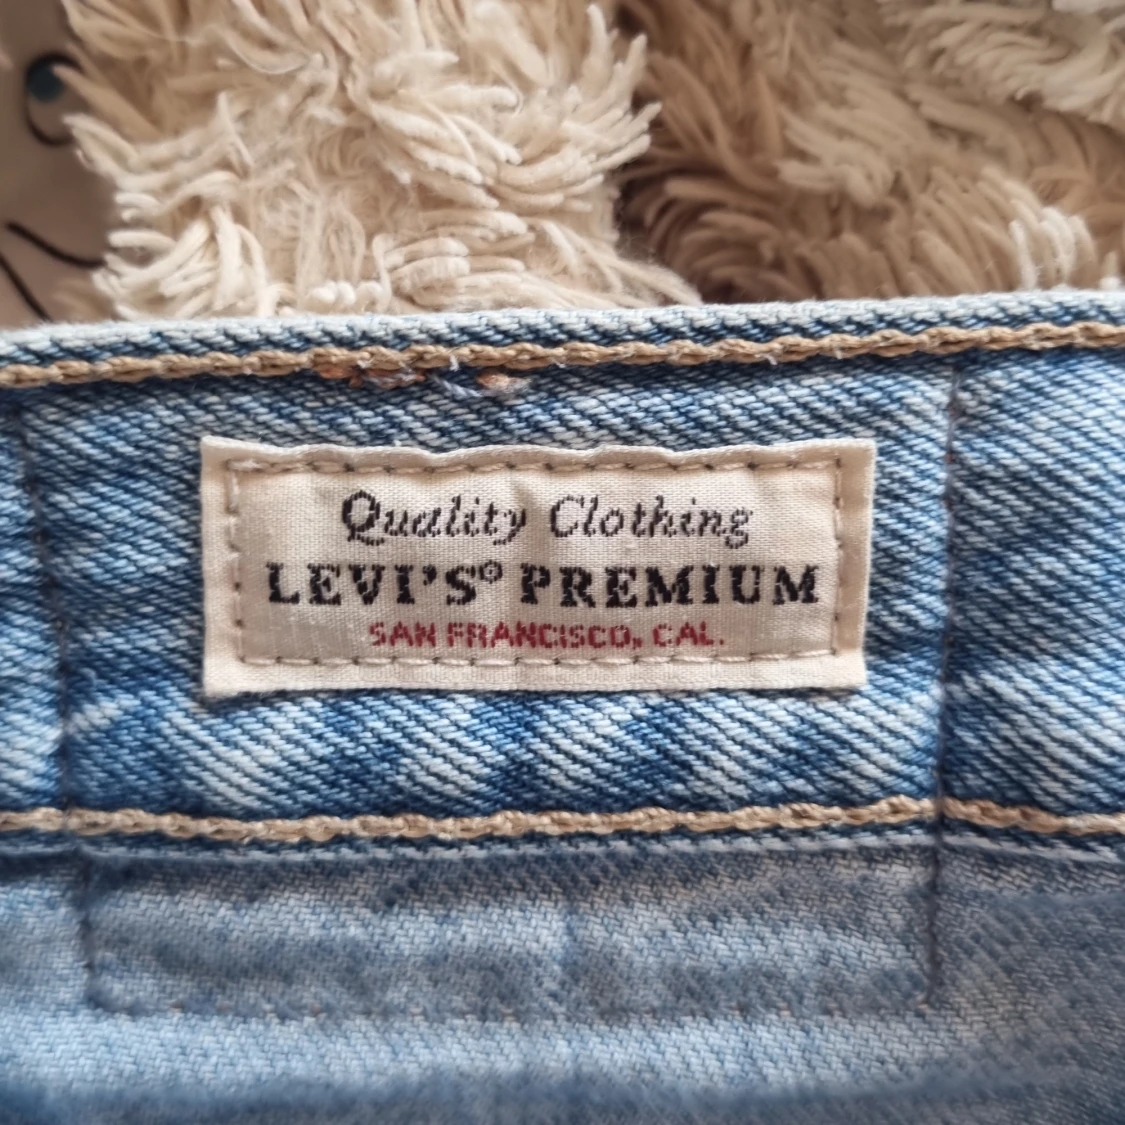 Quality Clothing
LEVI'S® PREMIUM
SAN FRANCISCO, CAL.